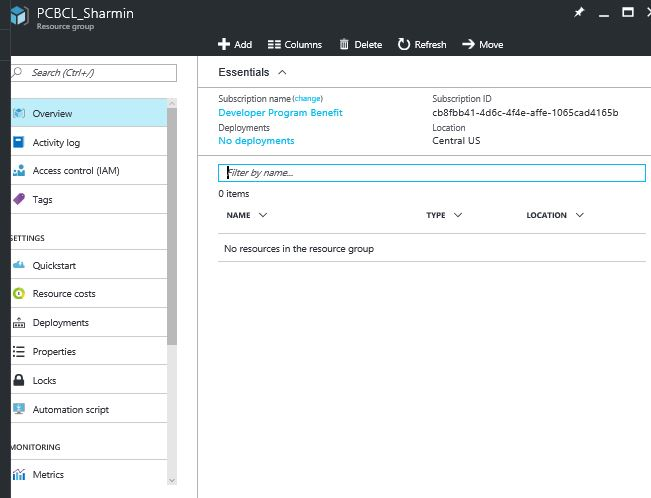 PCBCL_Sharmin
Resource group
Add Columns Delete Refresh Move
Search (Ctrl+/)
Overview
Activity log
Access control (IAM)
Tags
SETTINGS
Quickstart
Resource costs
Deployments
Properties
Locks
Automation script
MONITORING
Metrics
Essentials
Subscription name (change)
Developer Program Benefit
Deployments
No deployments
Subscription ID
cb8fbb41-4d6c-4f4e-affe-1065cad4165b
Location
Central US
Filter by name...
0 items
NAME TYPE LOCATION
No resources in the resource group